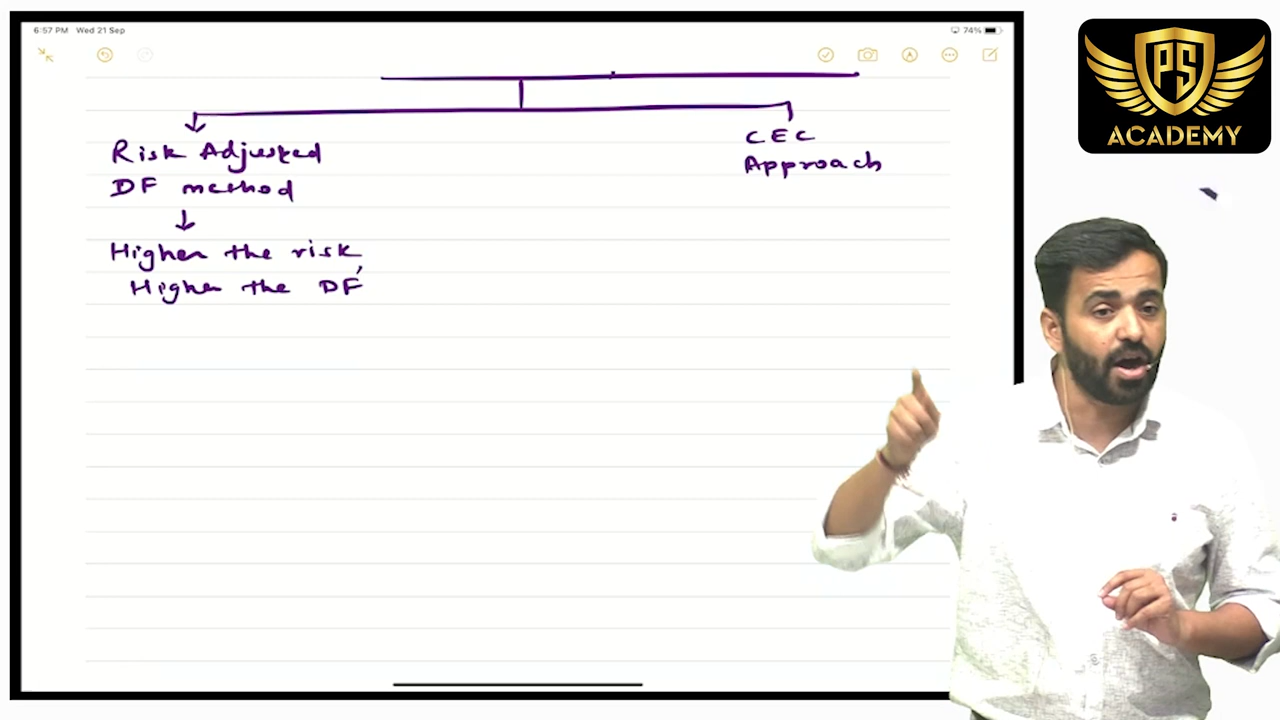 6:57 PM Wed 21 Sep
74%
PS
ACADEMY
Risk Adjusted
DF method
Higher the risk,
Higher the DF
CEC
Approach